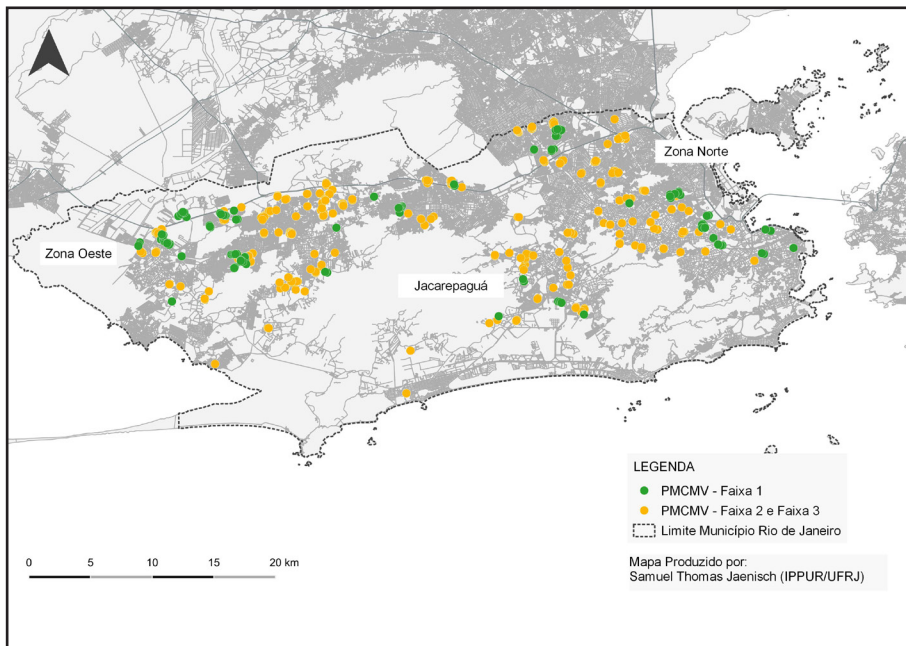 Zona Norte
Zona Oeste
Jacarepaguá
LEGENDA
PMCMV - Faixa 1
PMCMV - Faixa 2 e Faixa 3
Limite Município Rio de Janeiro
0 5 10 15 20 km
Mapa Produzido por:
Samuel Thomas Jaenisch (IPPUR/UFRJ)